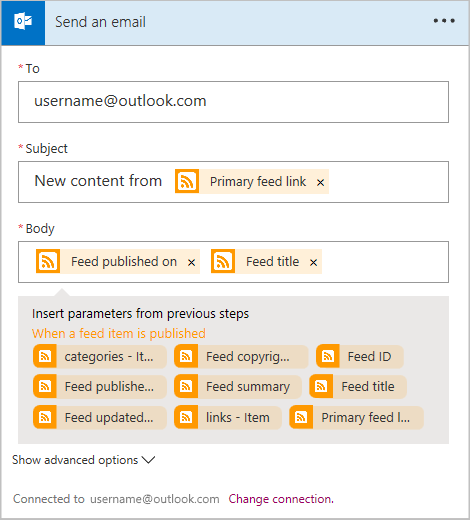 Send an email
* To
username@outlook.com
* Subject
New content from Primary feed link ×
* Body
Feed published on × Feed title ×
Insert parameters from previous steps
When a feed item is published
categories - It... Feed copyrig... Feed ID
Feed publishe... Feed summary Feed title
Feed updated... links - Item Primary feed l...
Show advanced options
Connected to username@outlook.com Change connection.